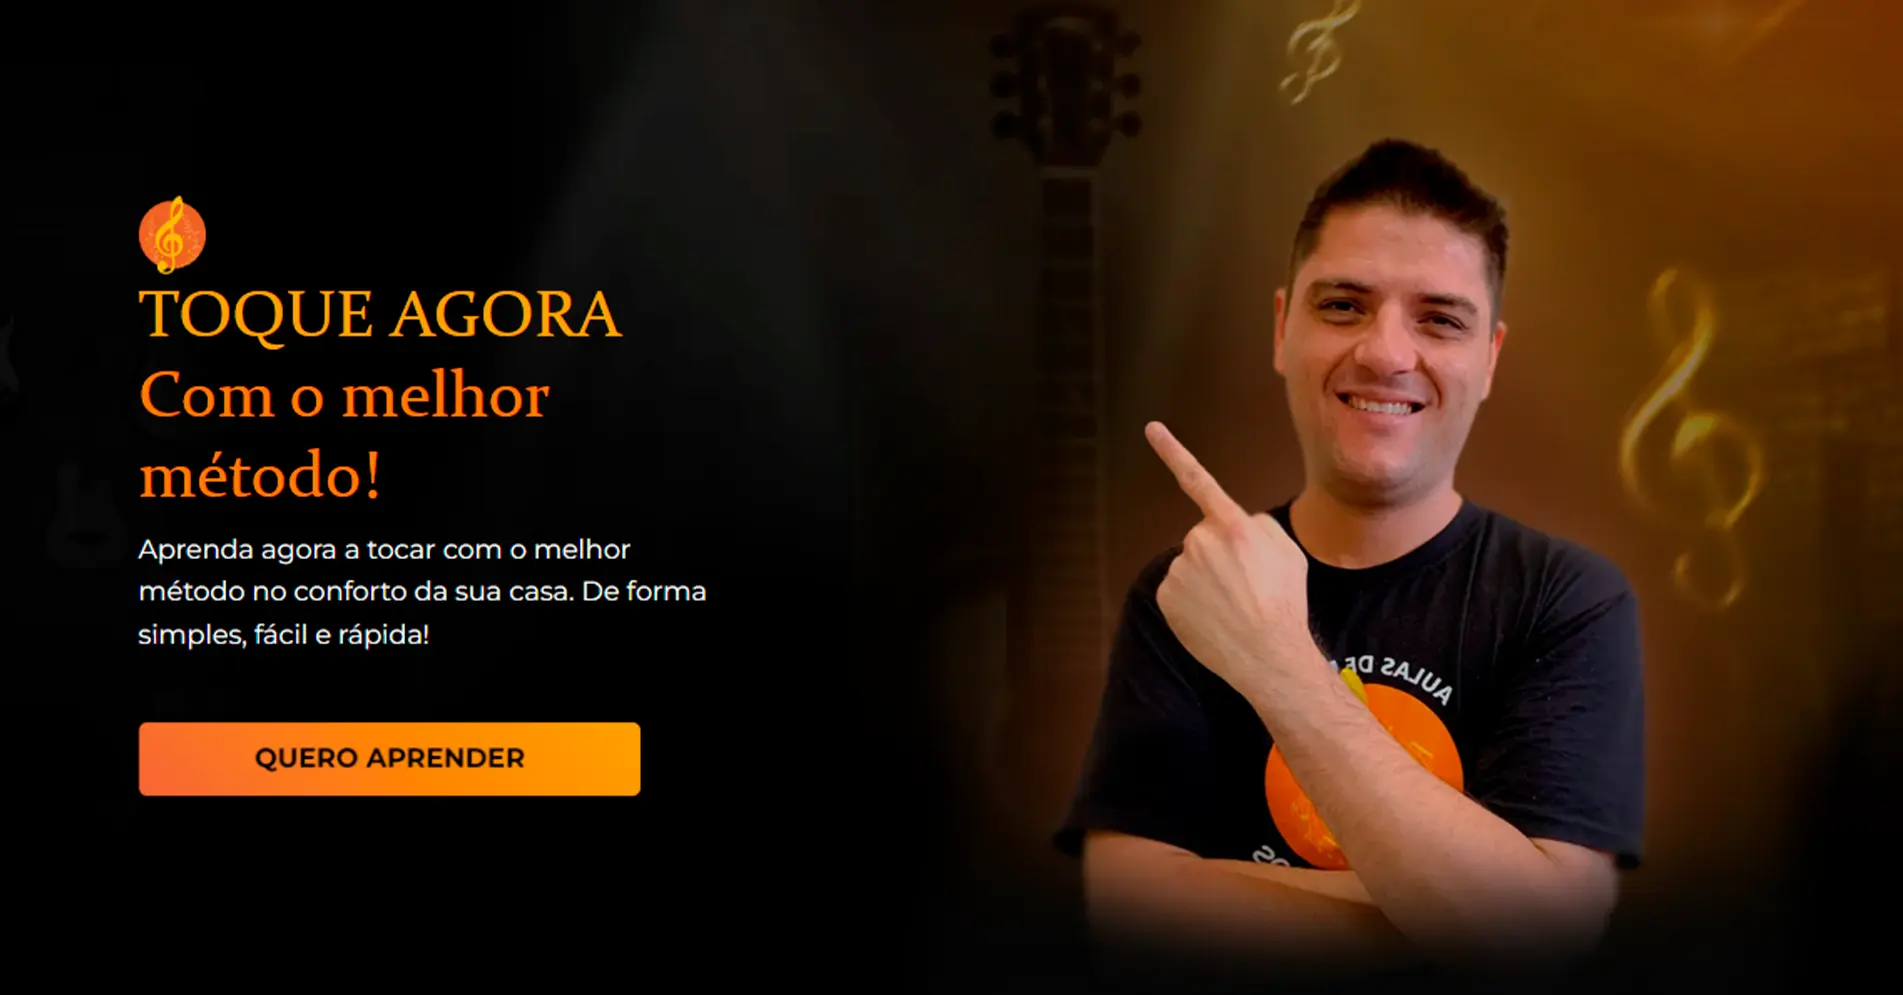 TOQUE AGORA
Com o melhor
método!
Aprenda agora a tocar com o melhor
método no conforto da sua casa. De forma
simples, fácil e rápida!
QUERO APRENDER
AULAS DE